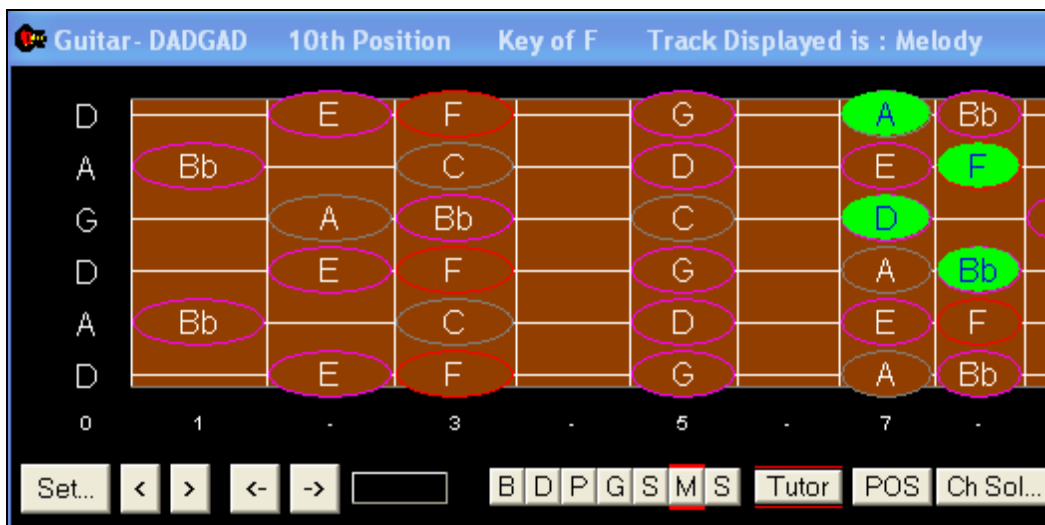 Guitar- DADGAD 10th Position Key of F Track Displayed is : Melody
D E F G A Bb
A Bb C D E F
G A Bb C D
D E F G A Bb
A Bb C D E F
D E F G A Bb
0 1 - 3 - 5 - 7 -
Set... < > <- -> B D P G S M S Tutor POS Ch Sol...